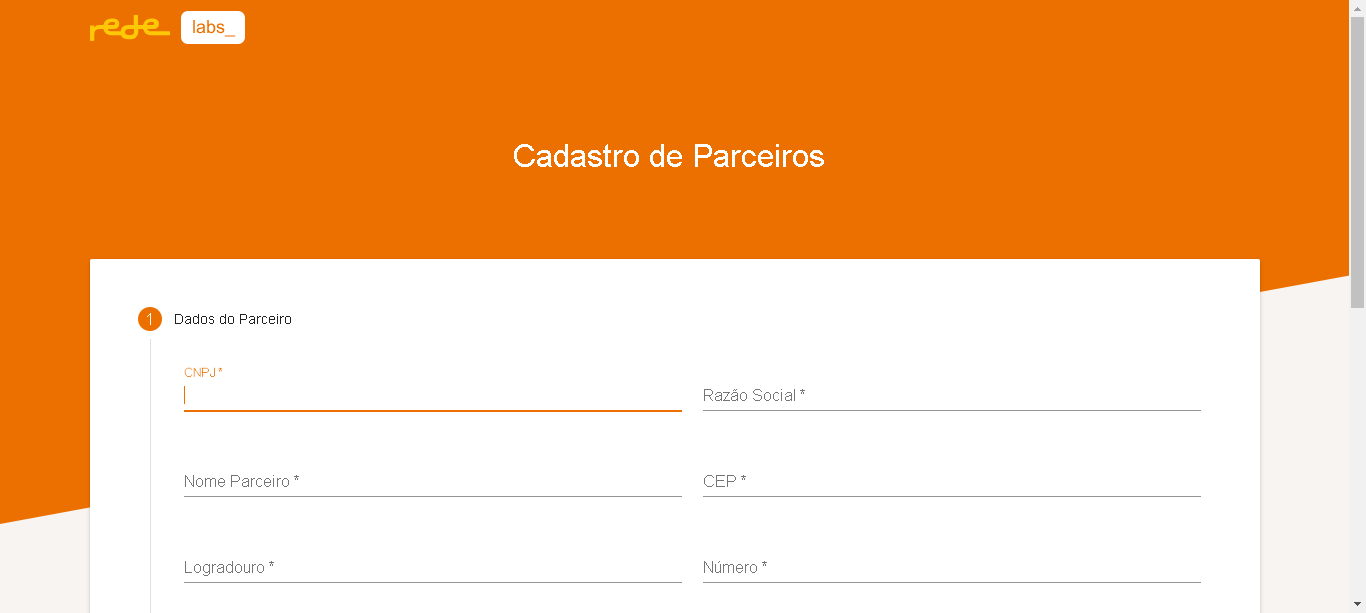 rede labs_
Cadastro de Parceiros
1 Dados do Parceiro
CNPJ *
Razão Social *
Nome Parceiro *
CEP *
Logradouro *
Número *